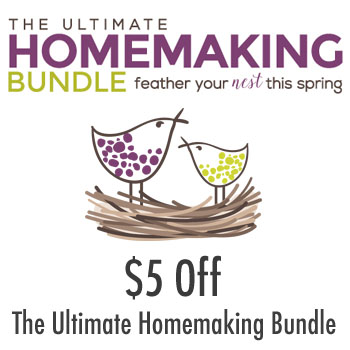 THE ULTIMATE
HOMEMAKING
BUNDLE feather your nest this spring
$5 Off
The Ultimate Homemaking Bundle